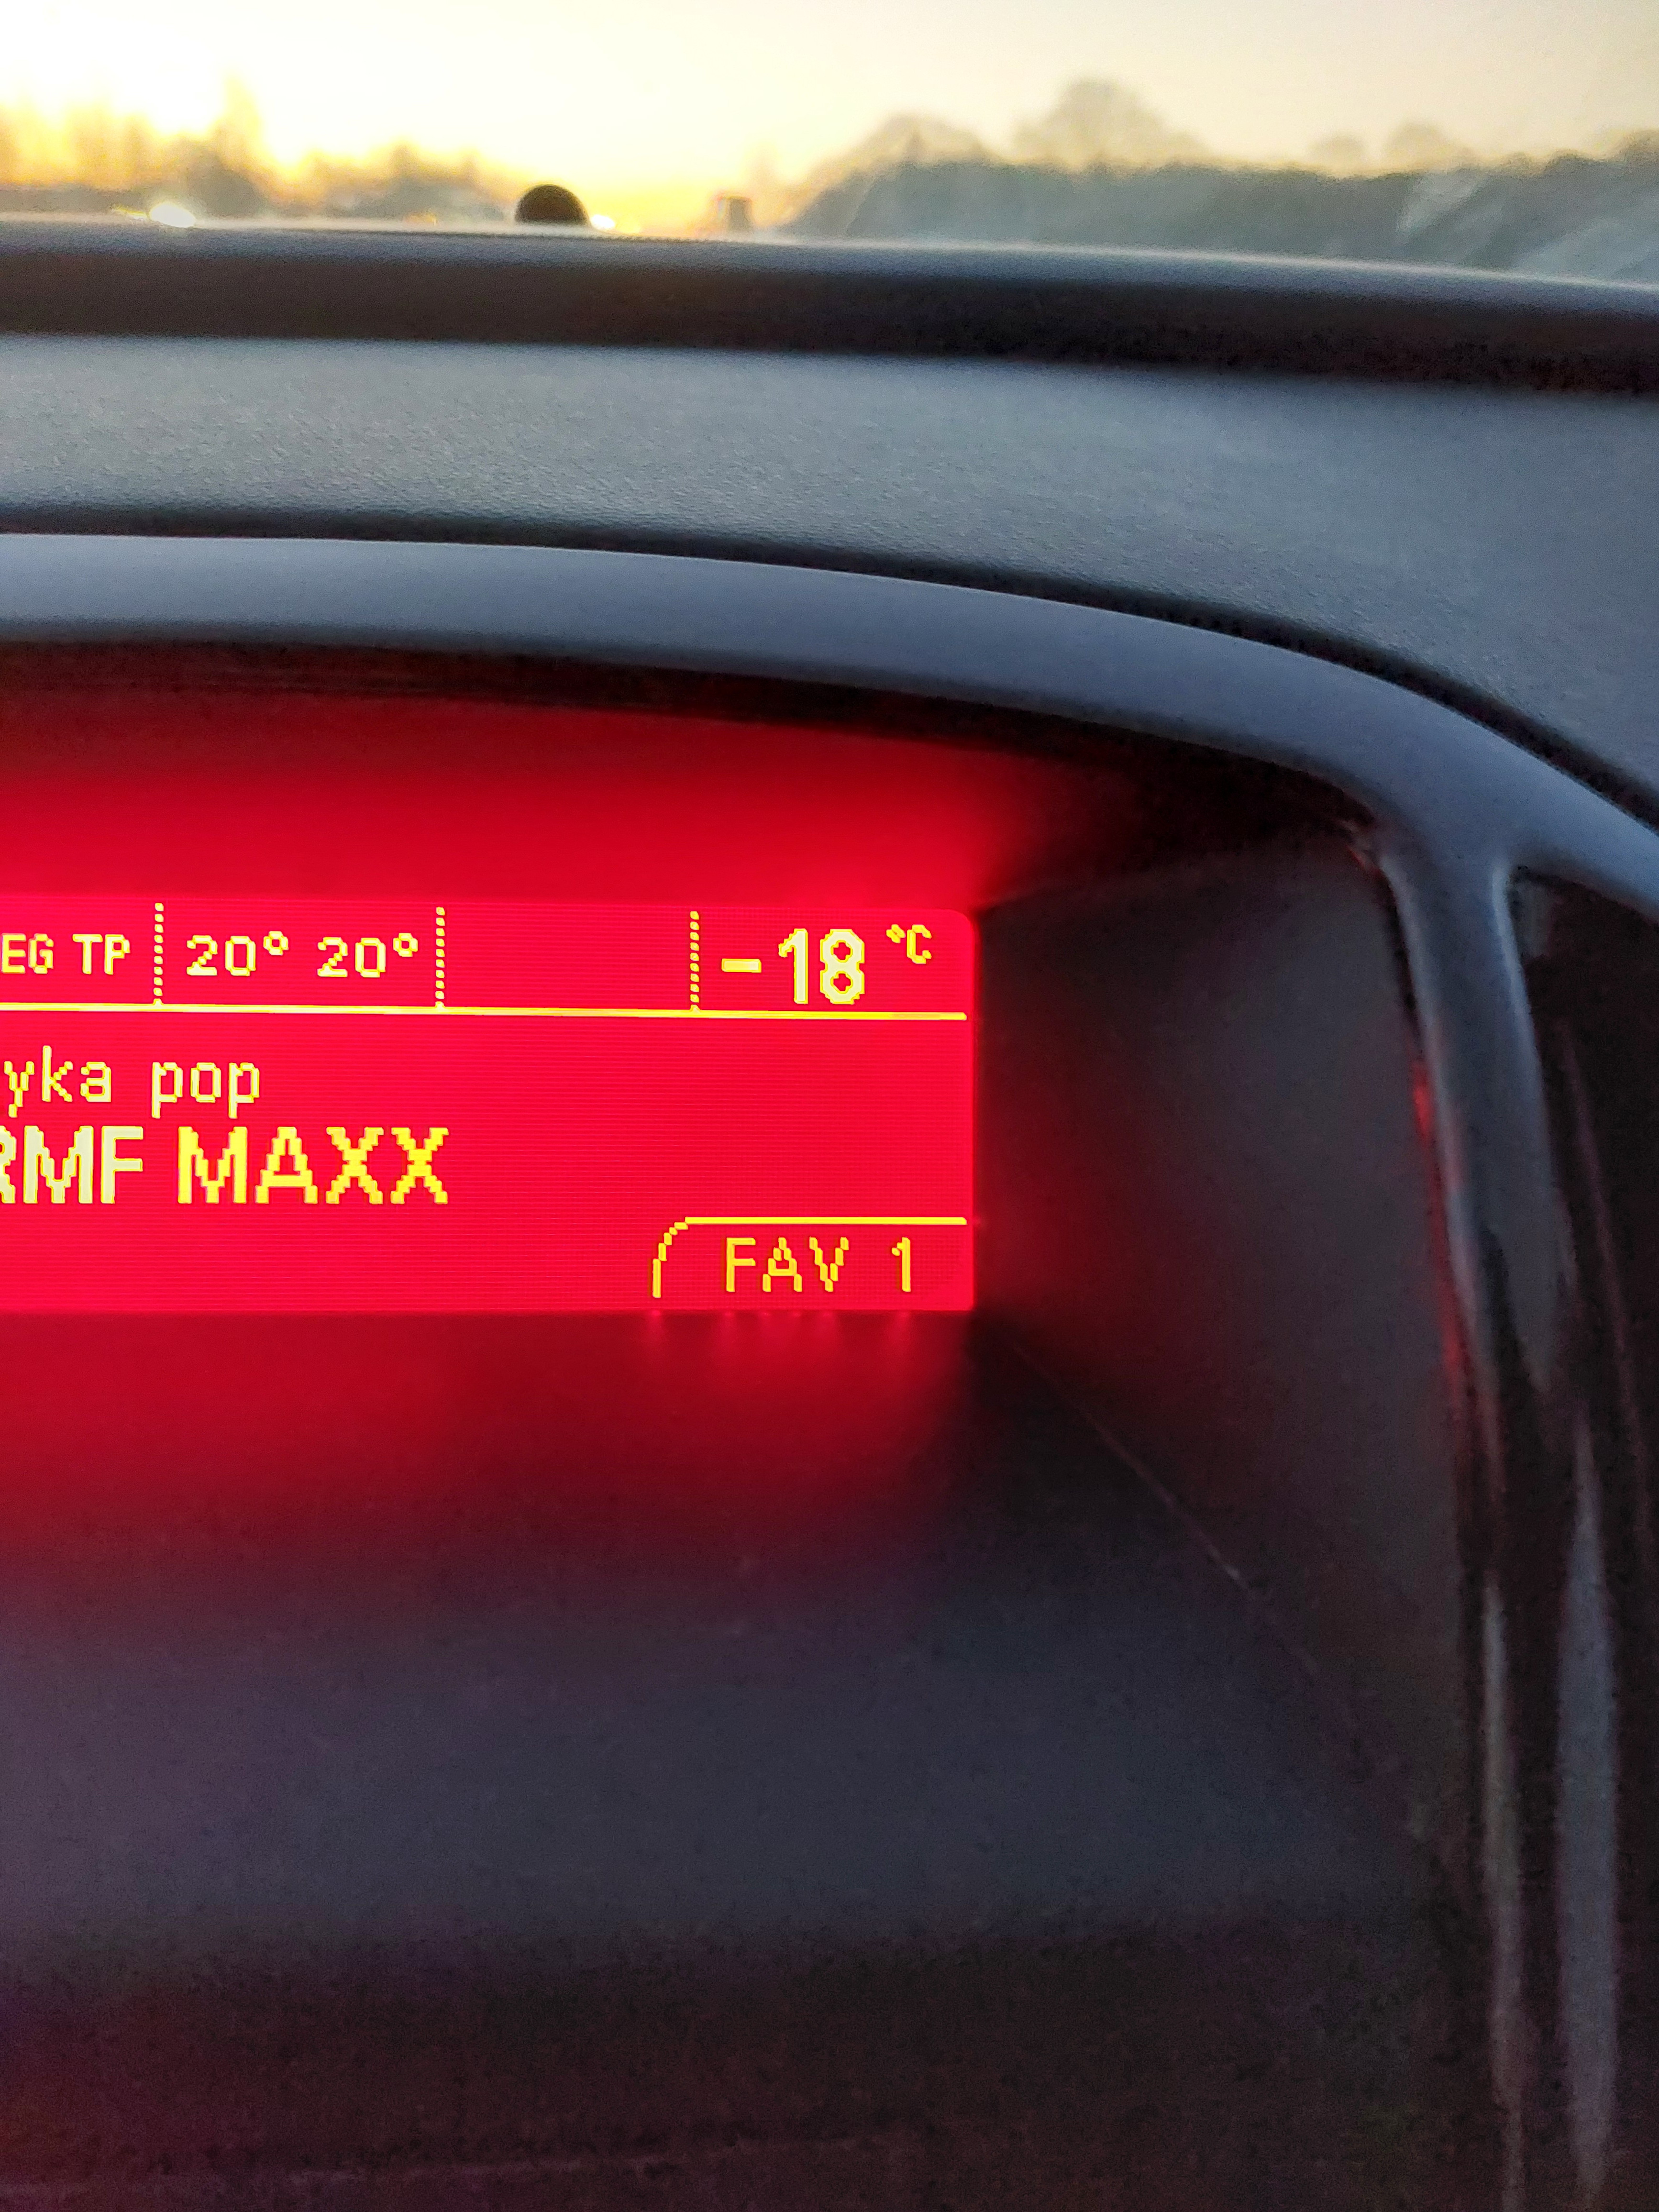 EG TP 20° 20° -18 °C
yka pop
RMF MAXX
FAV 1